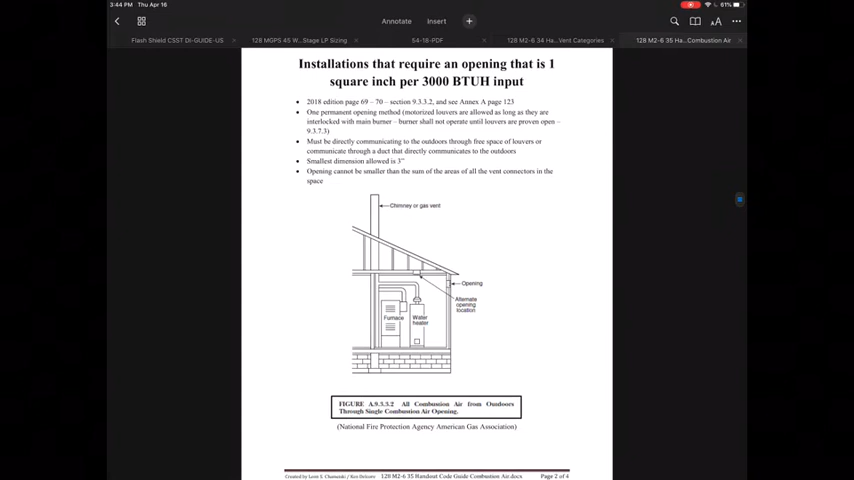 3:44 PM Thu Apr 16
61%
Annotate Insert
Flash Shield CSST DI-GUIDE-US
128 MGPS 45 W...Stage LP Sizing
54-18-PDF
128 M2-6 34 Ha...Vent Categories
128 M2-6 35 Ha...Combustion Air
Installations that require an opening that is 1
square inch per 3000 BTUH input
• 2018 edition page 69 – 70 – section 9.3.3.2, and see Annex A page 123
• One permanent opening method (motorized louvers are allowed as long as they are
interlocked with main burner – burner shall not operate until louvers are proven open –
9.3.7.3)
• Must be directly communicating to the outdoors through free space of louvers or
communicate through a duct that directly communicates to the outdoors
• Smallest dimension allowed is 3"
• Opening cannot be smaller than the sum of the areas of all the vent connectors in the
space
Chimney or gas vent
Opening
Alternate
opening
location
Furnace
Water
heater
FIGURE A.9.3.3.2 All Combustion Air from Outdoors
Through Single Combustion Air Opening.
(National Fire Protection Agency American Gas Association)
128 M2-6 35 Handout Code Guide Combustion Air.docx
Page 2 of 4